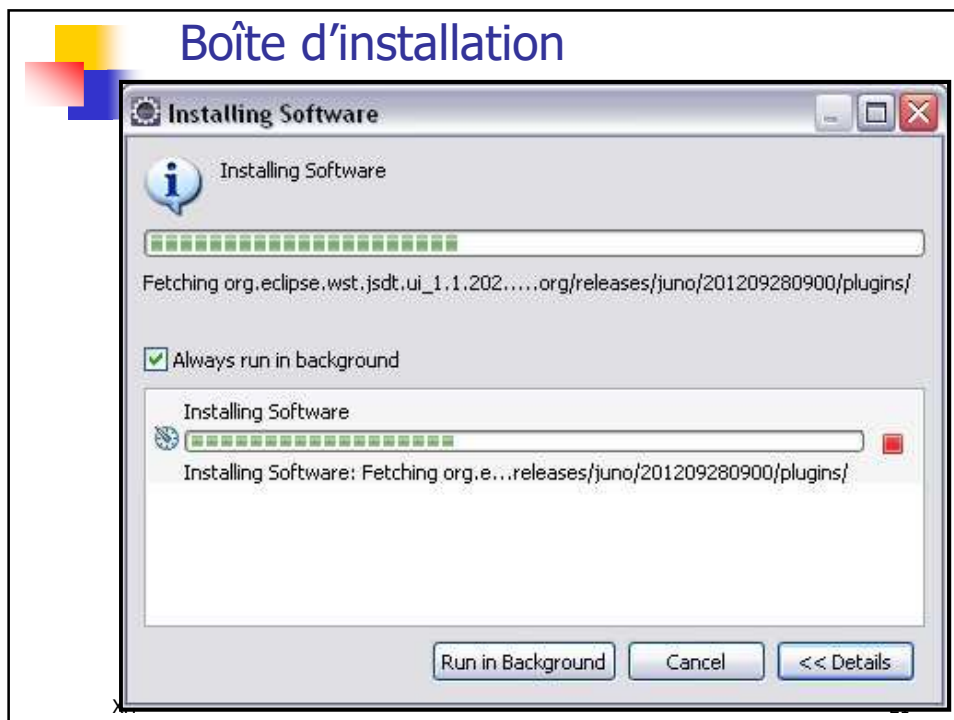 Boîte d'installation
Installing Software
Installing Software
Fetching org.eclipse.wst.jsdt.ui_1.1.202.....org/releases/juno/201209280900/plugins/
Always run in background
Installing Software
Installing Software: Fetching org.e...releases/juno/201209280900/plugins/
Run in Background
Cancel
<< Details